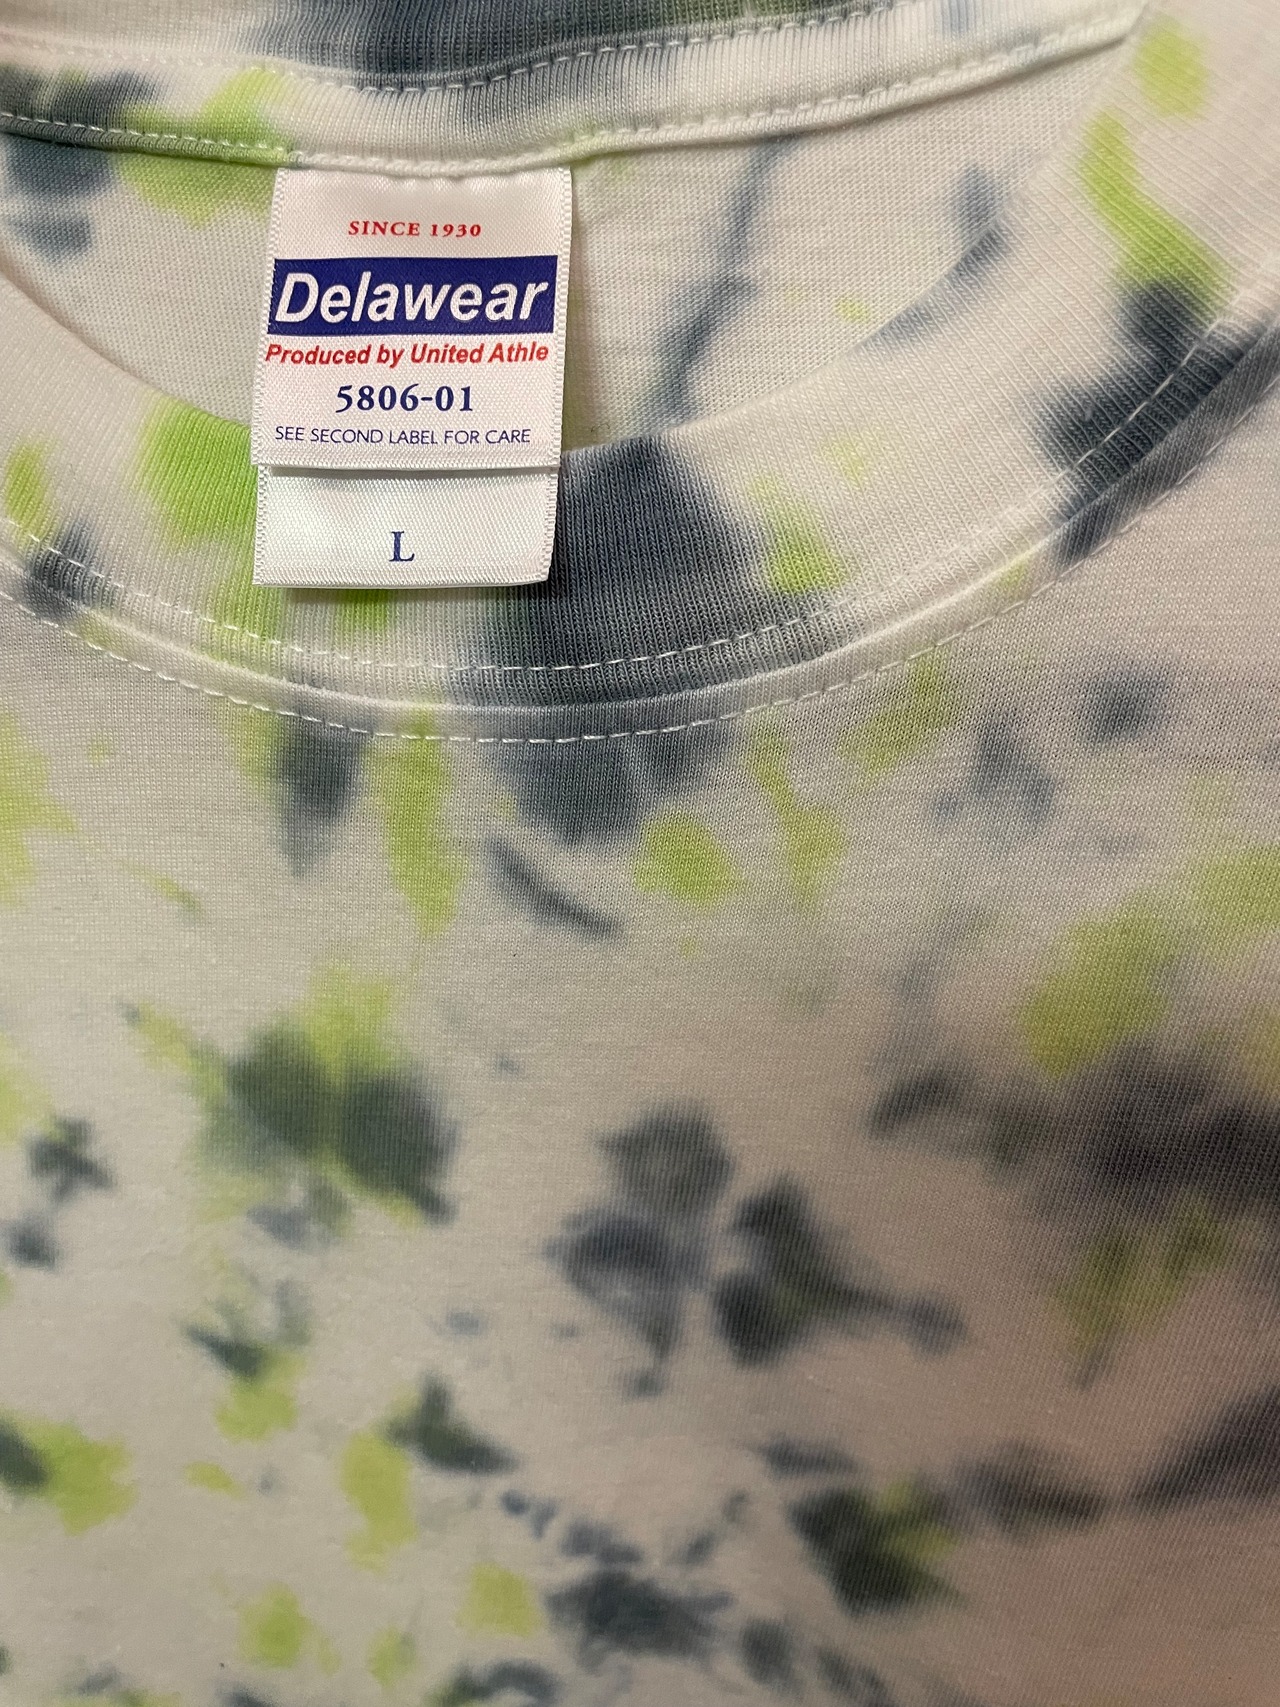 SINCE 1930
Delawear
Produced by United Athle
5806-01
SEE SECOND LABEL FOR CARE
L